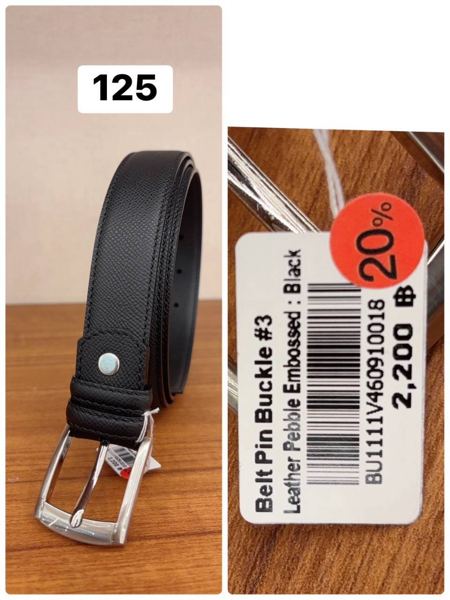 125
20%
Belt Pin Buckle #3
Leather Pebble Embossed : Black
BU1111V460910018
2,200 ฿